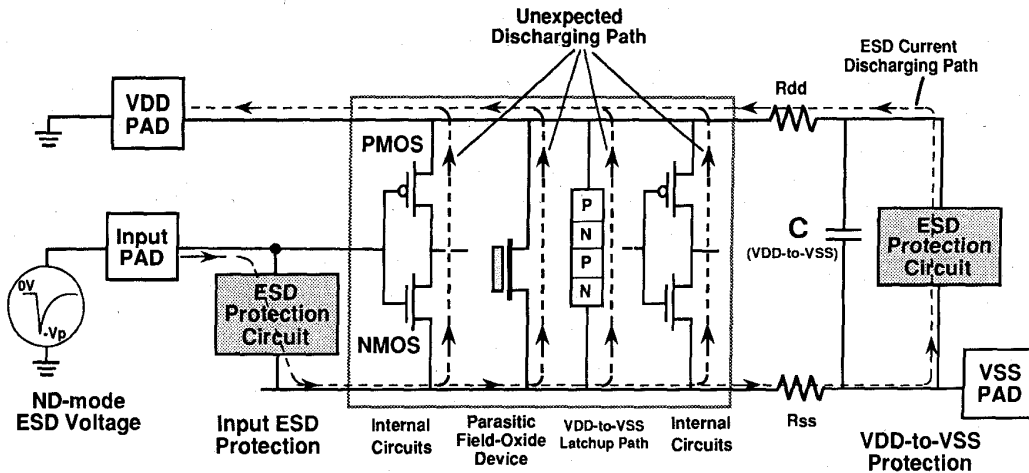 Unexpected
Discharging Path
ESD Current
Discharging Path
Rdd
VDD
PAD
PMOS
Input
PAD
0V
-Vp
ESD
Protection
Circuit
NMOS
P
N
P
N
C
(VDD-to-VSS)
ESD
Protection
Circuit
VSS
PAD
Rss
ND-mode
ESD Voltage
Input ESD
Protection
Internal
Circuits
Parasitic
Field-Oxide
Device
VDD-to-VSS
Latchup Path
Internal
Circuits
VDD-to-VSS
Protection